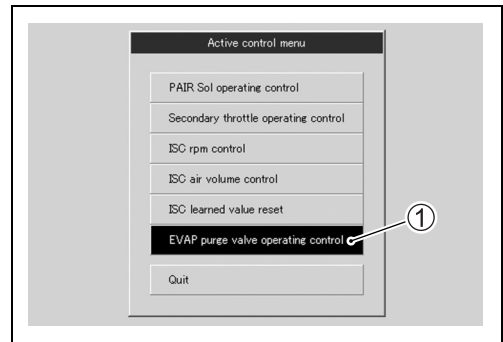 Active control menu
PAIR Sol operating control
Secondary throttle operating control
ISC rpm control
ISC air volume control
ISC learned value reset
EVAP purge valve operating control
1
Quit